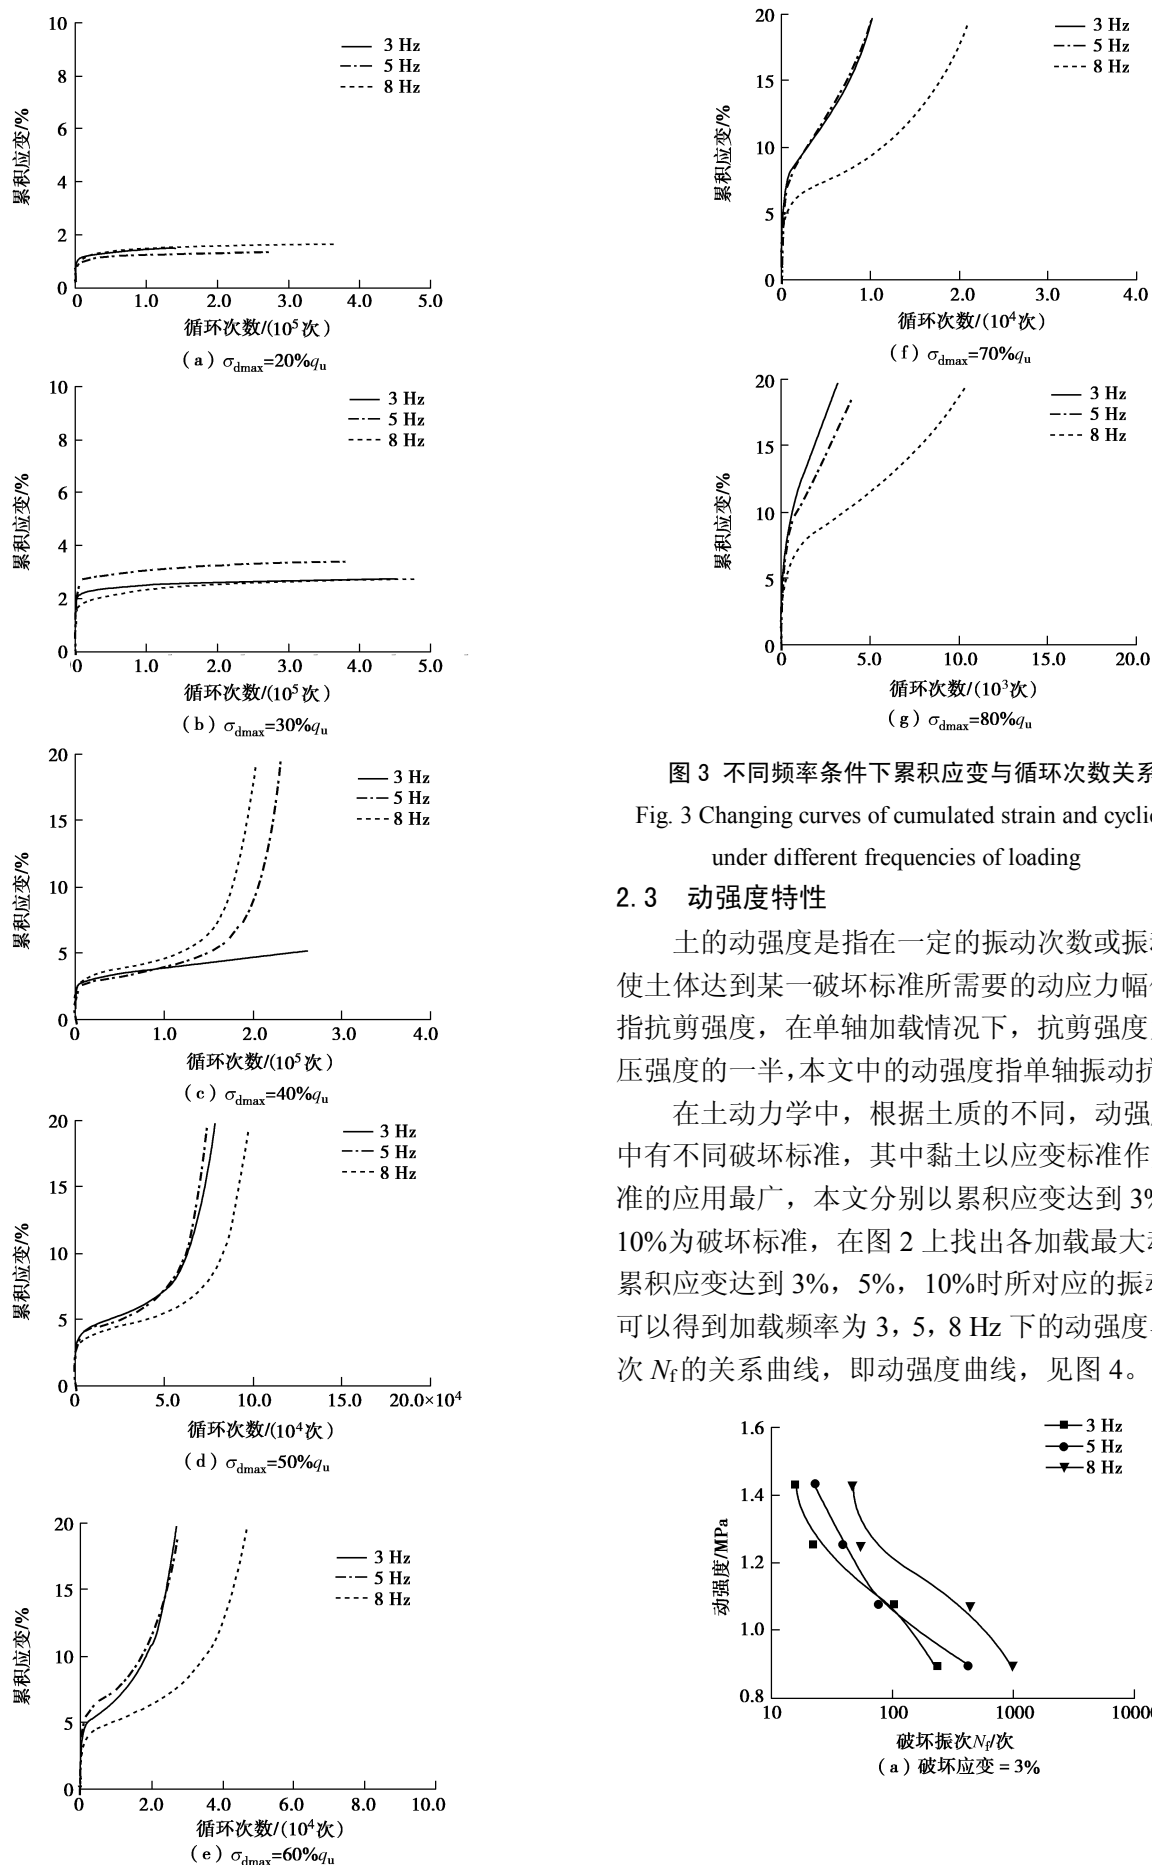 10
8
6
4
2
0
累积应变/%
3 Hz
5 Hz
8 Hz
0 1.0 2.0 3.0 4.0 5.0
循环次数/(10⁵次)
(a) σdmax=20%qu
10
8
6
4
2
0
累积应变/%
3 Hz
5 Hz
8 Hz
0 1.0 2.0 3.0 4.0 5.0
循环次数/(10⁵次)
(b) σdmax=30%qu
20
15
10
5
0
累积应变/%
3 Hz
5 Hz
8 Hz
0 1.0 2.0 3.0 4.0
循环次数/(10⁵次)
(c) σdmax=40%qu
20
15
10
5
0
累积应变/%
3 Hz
5 Hz
8 Hz
0 5.0 10.0 15.0 20.0×10⁴
循环次数/(10⁴次)
(d) σdmax=50%qu
20
15
10
5
0
累积应变/%
3 Hz
5 Hz
8 Hz
0 2.0 4.0 6.0 8.0 10.0
循环次数/(10⁴次)
(e) σdmax=60%qu
20
15
10
5
0
累积应变/%
3 Hz
5 Hz
8 Hz
0 1.0 2.0 3.0 4.0
循环次数/(10⁴次)
(f) σdmax=70%qu
20
15
10
5
0
累积应变/%
3 Hz
5 Hz
8 Hz
0 5.0 10.0 15.0 20.0
循环次数/(10³次)
(g) σdmax=80%qu
图 3 不同频率条件下累积应变与循环次数关系
Fig. 3 Changing curves of cumulated strain and cyclic
under different frequencies of loading
2.3 动强度特性
土的动强度是指在一定的振动次数或振
使土体达到某一破坏标准所需要的动应力幅
指抗剪强度，在单轴加载情况下，抗剪强度
压强度的一半，本文中的动强度指单轴振动抗
在土动力学中，根据土质的不同，动强
中有不同破坏标准，其中黏土以应变标准作
准的应用最广，本文分别以累积应变达到 3%
10%为破坏标准，在图 2 上找出各加载最大动
累积应变达到 3%，5%，10%时所对应的振动
可以得到加载频率为 3，5，8 Hz 下的动强度
次 Nf 的关系曲线，即动强度曲线，见图 4。
1.6
1.4
1.2
1.0
0.8
动强度/MPa
3 Hz
5 Hz
8 Hz
10 100 1000 10000
破坏振次Nf/次
(a) 破坏应变 = 3%